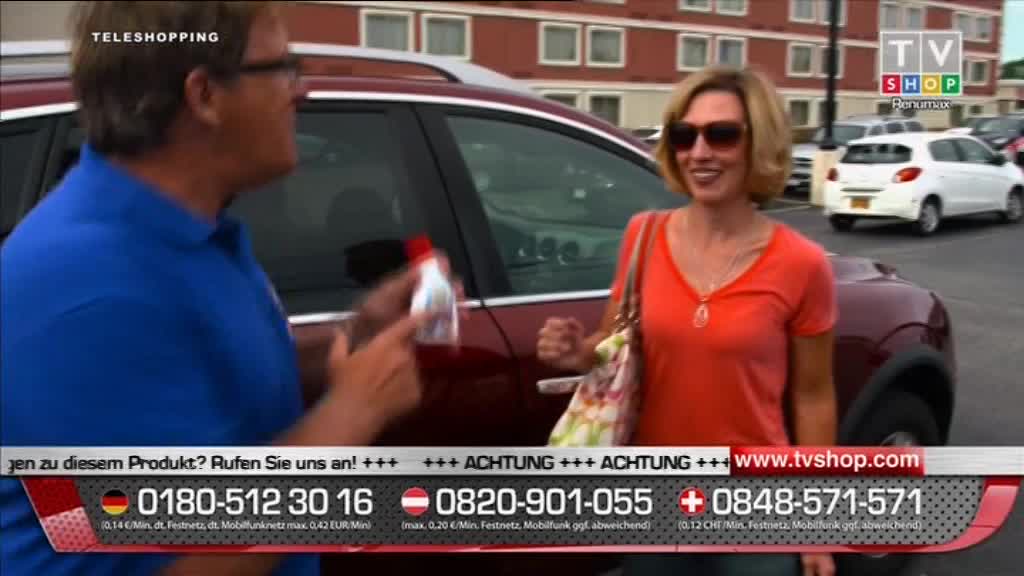 TELESHOPPING
TV
SHOP
Renumax
gen zu diesem Produkt? Rufen Sie uns an! +++ +++ ACHTUNG +++ ACHTUNG +++
www.tvshop.com
0180-512 30 16 0820-901-055 0848-571-571
(0,14 €/Min. dt. Festnetz, dt. Mobilfunknetz max. 0,42 EUR/Min) (max. 0,20 €/Min. Festnetz, Mobilfunk ggf. abweichend) (0,12 CHF/Min. Festnetz, Mobilfunk ggf. abweichend)